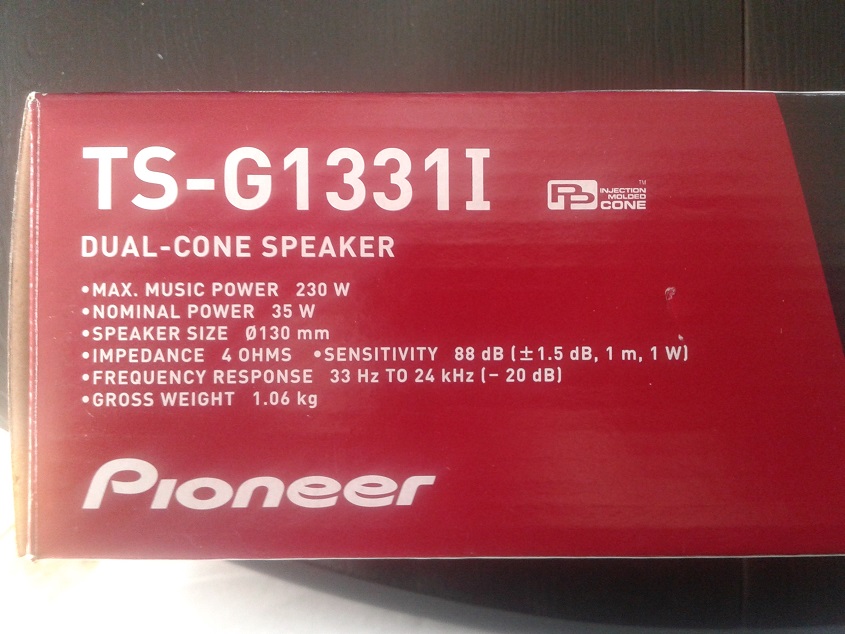 TS-G1331I
PB INJECTION MOLDED CONE™
DUAL-CONE SPEAKER
•MAX. MUSIC POWER 230 W
•NOMINAL POWER 35 W
•SPEAKER SIZE Ø130 mm
•IMPEDANCE 4 OHMS •SENSITIVITY 88 dB (±1.5 dB, 1 m, 1 W)
•FREQUENCY RESPONSE 33 Hz TO 24 kHz (− 20 dB)
•GROSS WEIGHT 1.06 kg
Pioneer